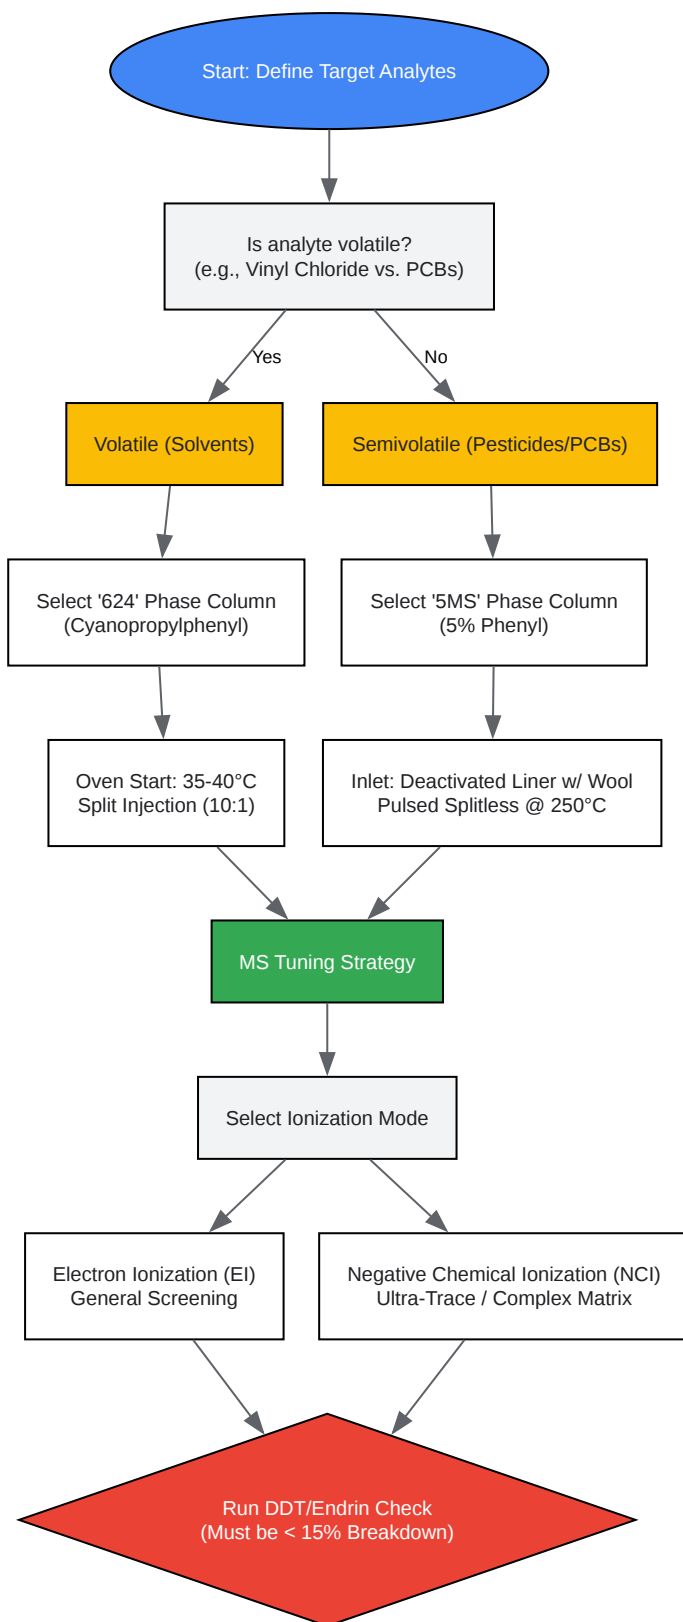 Start: Define Target Analytes
Is analyte volatile?
(e.g., Vinyl Chloride vs. PCBs)
Yes
No
Volatile (Solvents)
Semivolatile (Pesticides/PCBs)
Select '624' Phase Column
(Cyanopropylphenyl)
Select '5MS' Phase Column
(5% Phenyl)
Oven Start: 35-40°C
Split Injection (10:1)
Inlet: Deactivated Liner w/ Wool
Pulsed Splitless @ 250°C
MS Tuning Strategy
Select Ionization Mode
Electron Ionization (EI)
General Screening
Negative Chemical Ionization (NCI)
Ultra-Trace / Complex Matrix
Run DDT/Endrin Check
(Must be < 15% Breakdown)